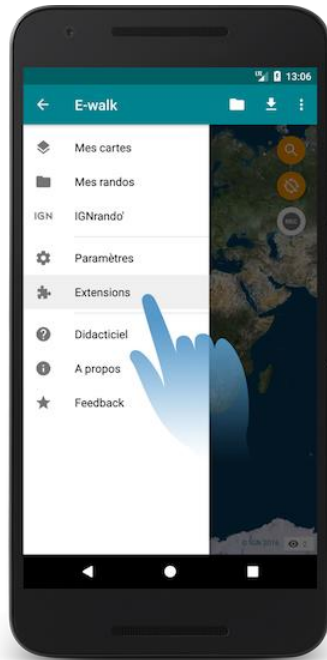 13:06
E-walk
Mes cartes
Mes randos
IGN IGNrando'
Paramètres
Extensions
Didacticiel
A propos
Feedback